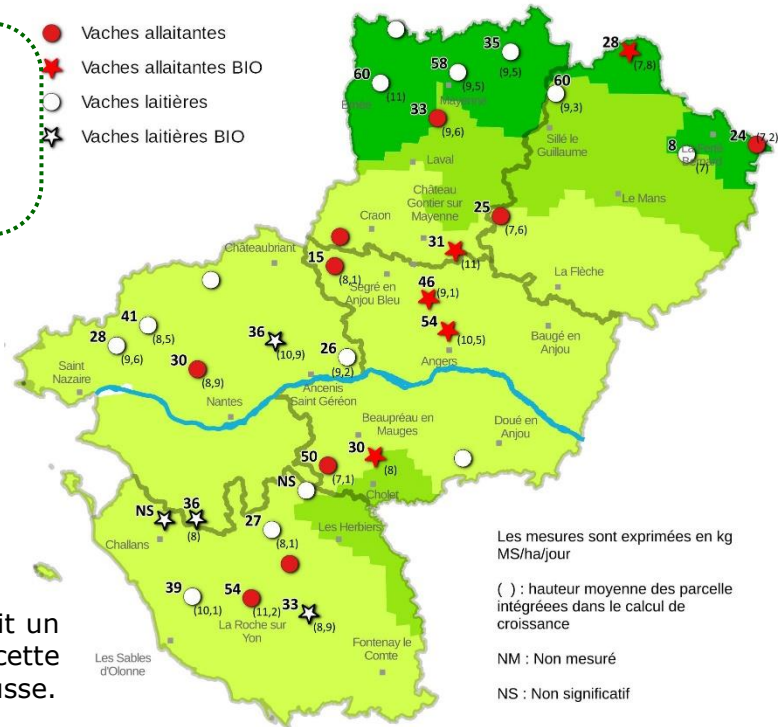 Vaches allaitantes
Vaches allaitantes BIO
Vaches laitières
Vaches laitières BIO
35
(9,5)
28
(7,8)
60
(11)
58
(9,5)
Mayenne
60
(9,3)
33
(9,6)
Sillé le
Guillaume
24
(7,2)
8
(7)
Bernard
Laval
Le Mans
Château
Gontier sur
Mayenne
25
(7,6)
Craon
31
(11)
Châteaubriant
15
(8,1)
Segré en
Anjou Bleu
La Flèche
46
(9,1)
54
(10,5)
Angers
Baugé en
Anjou
41
(8,5)
28
(9,6)
36
(10,9)
26
(9,2)
30
(8,9)
Saint
Nazaire
Ancenis
Saint Géréon
Nantes
Beaupréau en
Mauges
Doué en
Anjou
50
(7,1)
30
(8)
Cholet
NS
NS
36
(8)
Challans
27
(8,1)
Les Herbiers
39
(10,1)
54
(11,2)
33
(8,9)
La Roche sur
Yon
Les Sables
d'Olonne
Fontenay le
Comte
Les mesures sont exprimées en kg
MS/ha/jour
( ) : hauteur moyenne des parcelle
intégréees dans le calcul de
croissance
NM : Non mesuré
NS : Non significatif
it un
cette
usse.